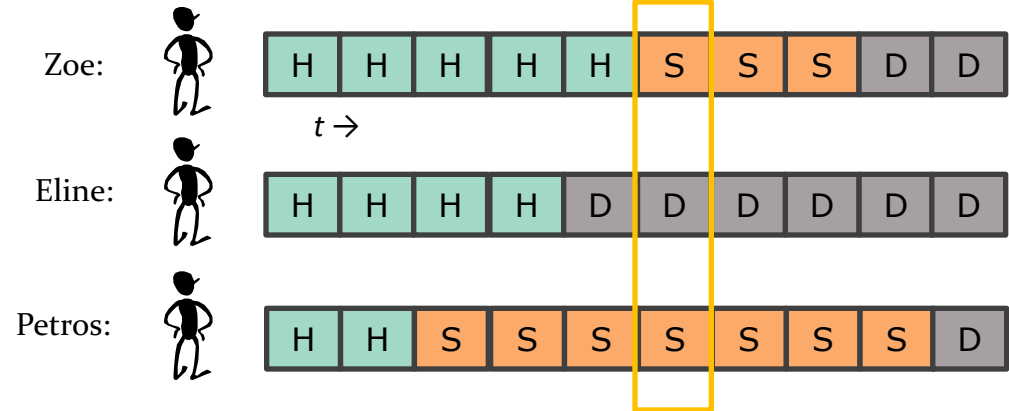 Zoe: H H H H H S S S D D
t →
Eline: H H H H D D D D D D
Petros: H H S S S S S S S D